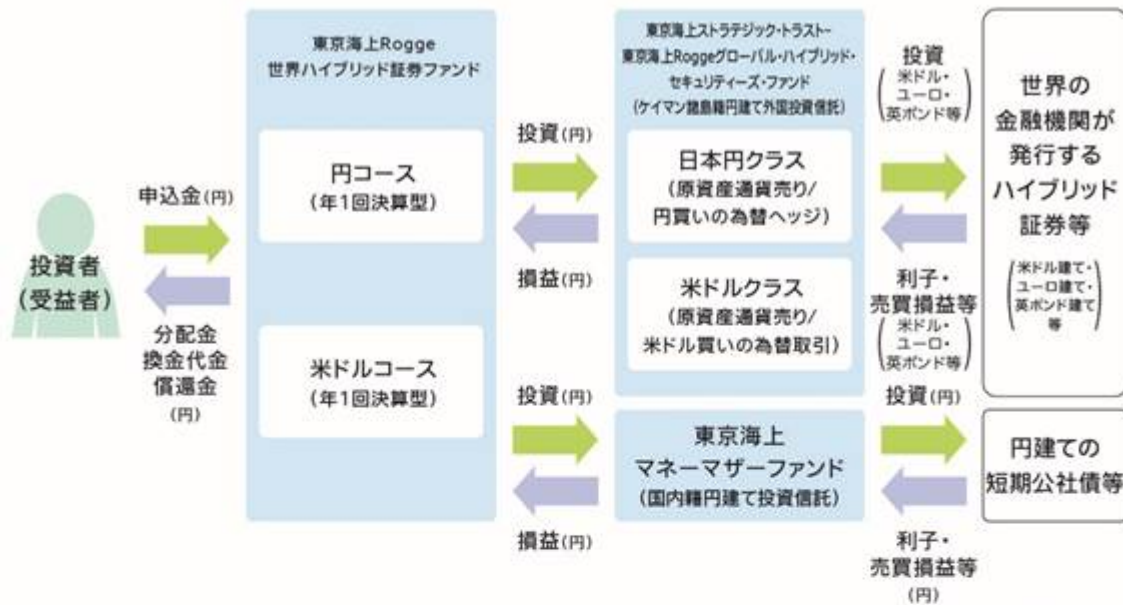 申込金(円)
投資者
(受益者)
分配金
換金代金
償還金
(円)
東京海上Rogge
世界ハイブリッド証券ファンド
円コース
(年1回決算型)
米ドルコース
(年1回決算型)
投資(円)
損益(円)
投資(円)
損益(円)
東京海上ストラテジック・トラスト-
東京海上Roggeグローバル・ハイブリッド・
セキュリティーズ・ファンド
(ケイマン諸島籍円建て外国投資信託)
日本円クラス
(原資産通貨売り/
円買いの為替ヘッジ)
米ドルクラス
(原資産通貨売り/
米ドル買いの為替取引)
東京海上
マネーマザーファンド
(国内籍円建て投資信託)
投資
(米ドル・
ユーロ・
英ポンド等)
利子・
売買損益等
(米ドル・
ユーロ・
英ポンド等)
投資(円)
利子・
売買損益等
(円)
世界の
金融機関が
発行する
ハイブリッド
証券等
(米ドル建て・
ユーロ建て・
英ポンド建て
等)
円建ての
短期公社債等